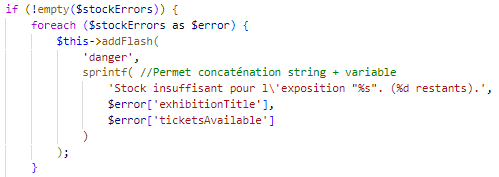 if (!empty($stockErrors)) {
    foreach ($stockErrors as $error) {
        $this->addFlash(
            'danger',
            sprintf( //Permet concaténation string + variable
                'Stock insuffisant pour l\'exposition "%s". (%d restants).',
                $error['exhibitionTitle'],
                $error['ticketsAvailable']
            )
        );
    }